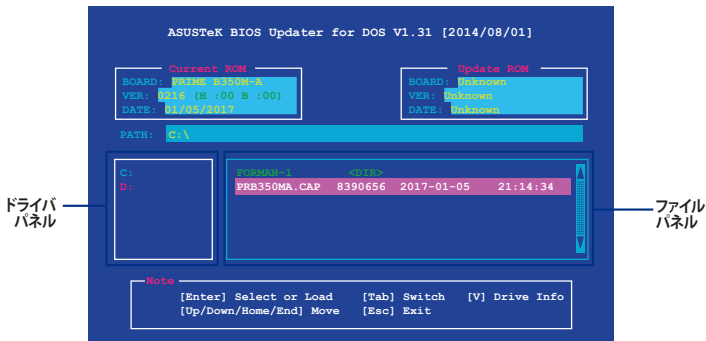 ASUSTeK BIOS Updater for DOS V1.31 [2014/08/01]
Current ROM
BOARD: PRIME B350M-A
VER: 0216 (H :00 B :00)
DATE: 01/05/2017
Update ROM
BOARD: Unknown
VER: Unknown
DATE: Unknown
PATH: C:\
C:
D:
FORMAN~1 <DIR>
PRB350MA.CAP 8390656 2017-01-05 21:14:34
ドライバ
パネル
ファイル
パネル
Note
[Enter] Select or Load [Tab] Switch [V] Drive Info
[Up/Down/Home/End] Move [Esc] Exit